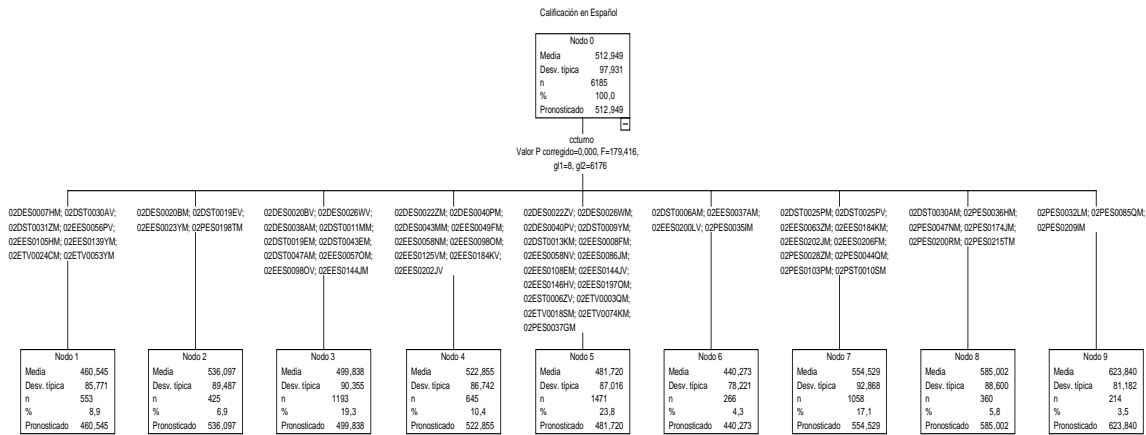 Calificación en Español
Nodo 0
Media 512,949
Desv. típica 97,931
n 6185
% 100,0
Pronosticado 512,949
ccturno
Valor P corregido=0,000, F=179,416,
gl1=8, gl2=6176
02DES0007HM; 02DST0030AV;
02DST0031ZM; 02EES0056PV;
02EES0105HM; 02EES0139YM;
02ETV0024CM; 02ETV0053YM
02DES0020BM; 02DST0019EV;
02EES0023YM; 02PES0198TM
02DES0020BV; 02DES0026WV;
02DES0038AM; 02DST0011MM;
02DST0019EM; 02DST0043EM;
02DST0047AM; 02EES0057OM;
02EES0098OV; 02EES0144JM
02DES0022ZM; 02DES0040PM;
02DES0043MM; 02EES0049FM;
02EES0058NM; 02EES0098OM;
02EES0125VM; 02EES0184KV;
02EES0202JV
02DES0022ZV; 02DES0026WM;
02DES0040PV; 02DST0009YM;
02DST0013KM; 02EES0008FM;
02EES0058NV; 02EES0086JM;
02EES0108EM; 02EES0144JV;
02EES0146HV; 02EES0197OM;
02EST0006ZV; 02ETV0003QM;
02ETV0018SM; 02ETV0074KM;
02PES0037GM
02DST0006AM; 02EES0037AM;
02EES0200LV; 02PES0035IM
02DST0025PM; 02DST0025PV;
02EES0063ZM; 02EES0184KM;
02EES0202JM; 02EES0206FM;
02PES0028ZM; 02PES0044QM;
02PES0103PM; 02PST0010SM
02DST0030AM; 02PES0036HM;
02PES0047NM; 02PES0174JM;
02PES0200RM; 02PES0215TM
02PES0032LM; 02PES0085QM;
02PES0209IM
Nodo 1
Media 460,545
Desv. típica 85,771
n 553
% 8,9
Pronosticado 460,545
Nodo 2
Media 536,097
Desv. típica 89,487
n 425
% 6,9
Pronosticado 536,097
Nodo 3
Media 499,838
Desv. típica 90,355
n 1193
% 19,3
Pronosticado 499,838
Nodo 4
Media 522,855
Desv. típica 86,742
n 645
% 10,4
Pronosticado 522,855
Nodo 5
Media 481,720
Desv. típica 87,016
n 1471
% 23,8
Pronosticado 481,720
Nodo 6
Media 440,273
Desv. típica 78,221
n 266
% 4,3
Pronosticado 440,273
Nodo 7
Media 554,529
Desv. típica 92,868
n 1058
% 17,1
Pronosticado 554,529
Nodo 8
Media 585,002
Desv. típica 88,600
n 360
% 5,8
Pronosticado 585,002
Nodo 9
Media 623,840
Desv. típica 81,182
n 214
% 3,5
Pronosticado 623,840